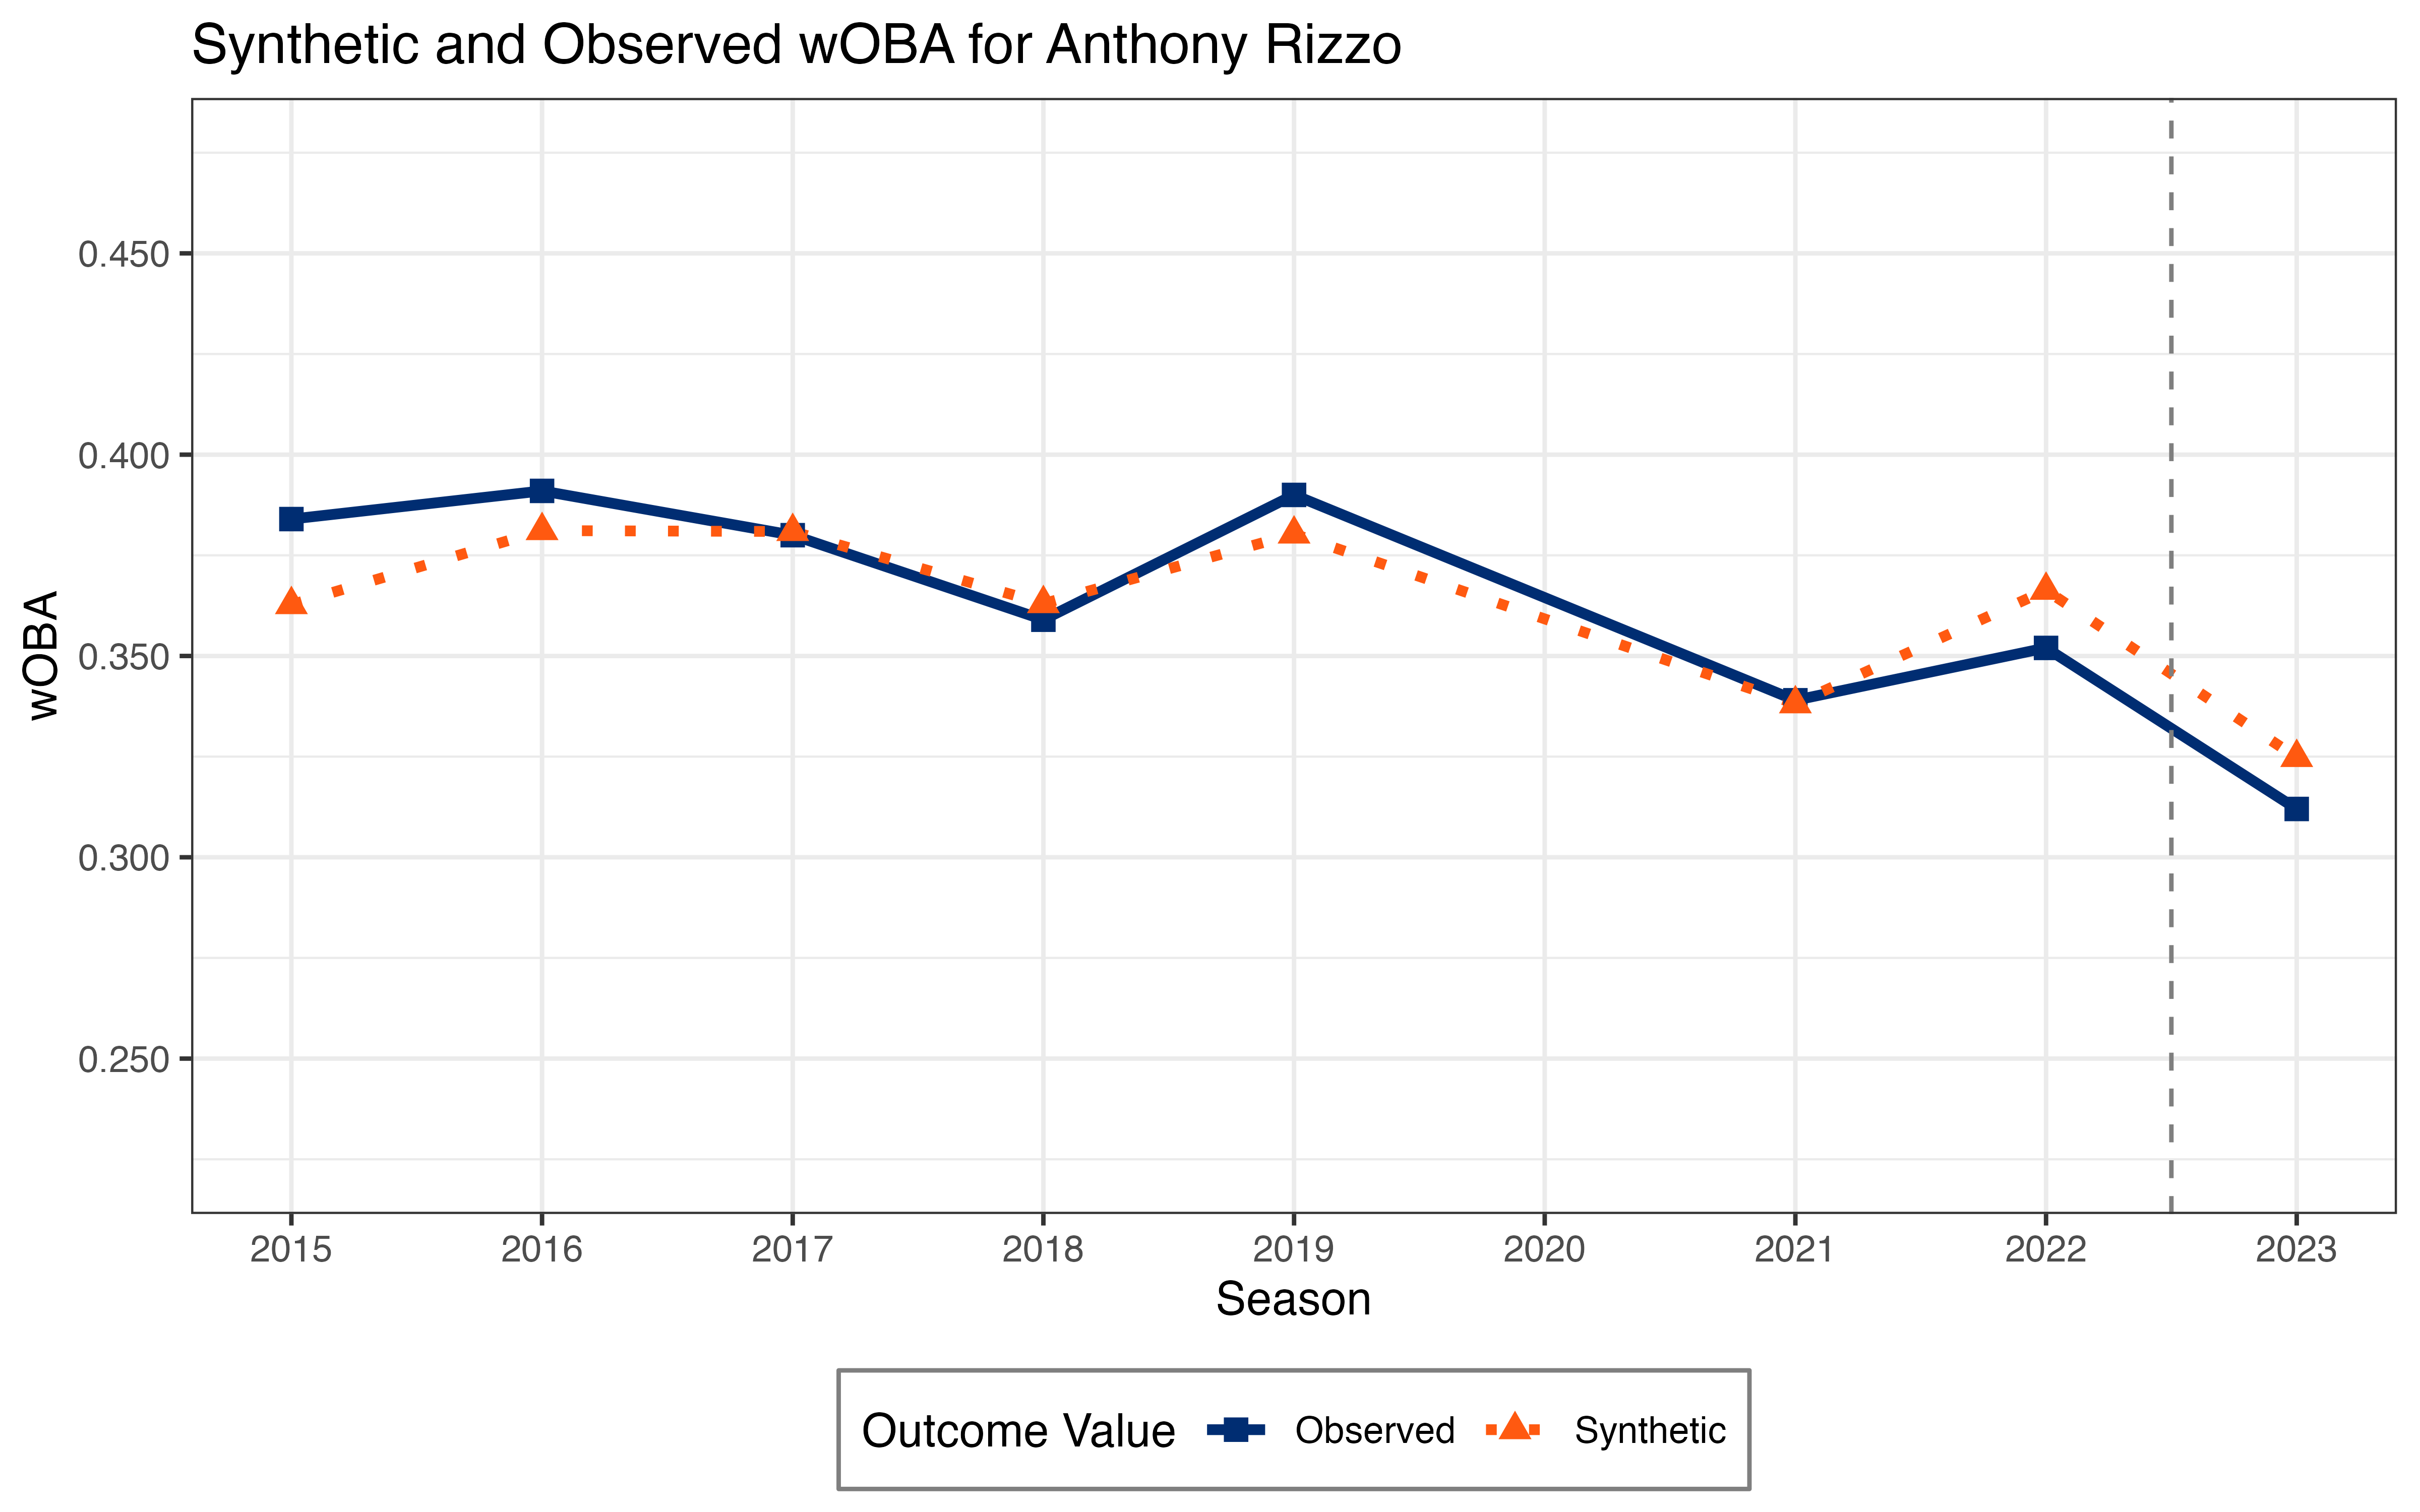 Synthetic and Observed wOBA for Anthony Rizzo
wOBA
0.450
0.400
0.350
0.300
0.250
2015 2016 2017 2018 2019 2020 2021 2022 2023
Season
Outcome Value Observed Synthetic